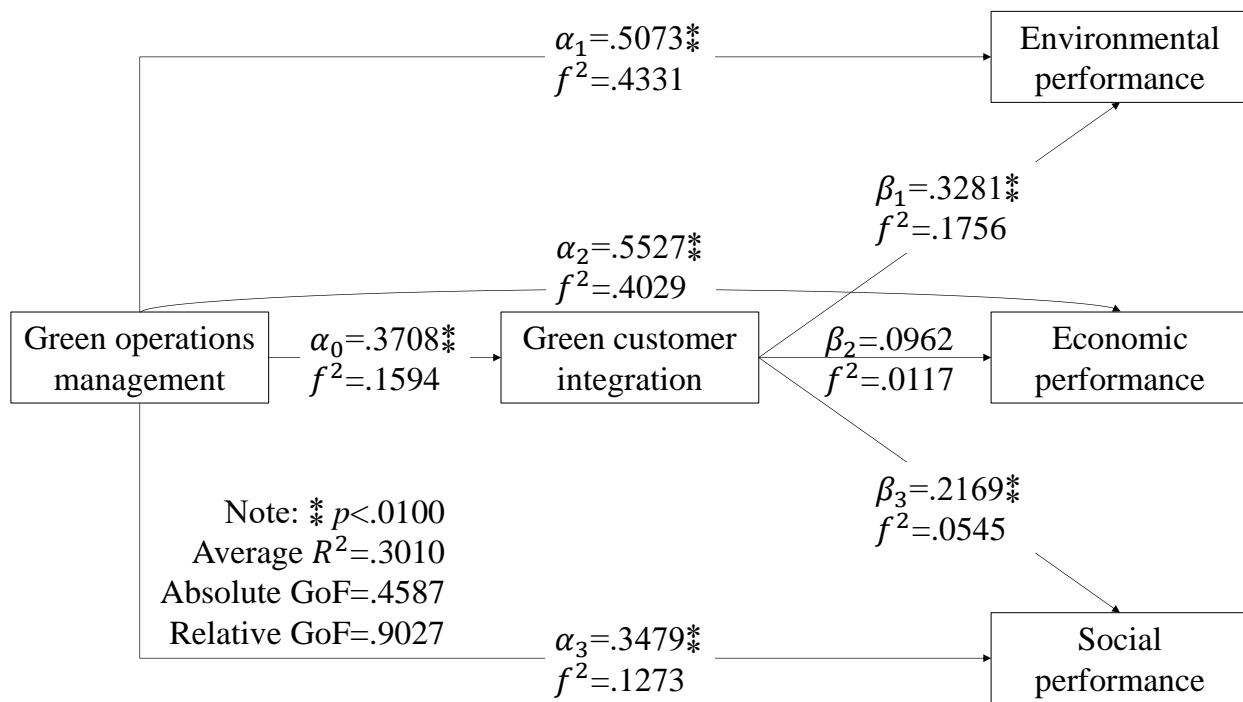 α₁=.5073⁑
f²=.4331
Environmental
performance
β₁=.3281⁑
f²=.1756
α₂=.5527⁑
f²=.4029
Green operations
management
α₀=.3708⁑
f²=.1594
Green customer
integration
β₂=.0962
f²=.0117
Economic
performance
β₃=.2169⁑
f²=.0545
Note: ⁑ p<.0100
Average R²=.3010
Absolute GoF=.4587
Relative GoF=.9027
α₃=.3479⁑
f²=.1273
Social
performance